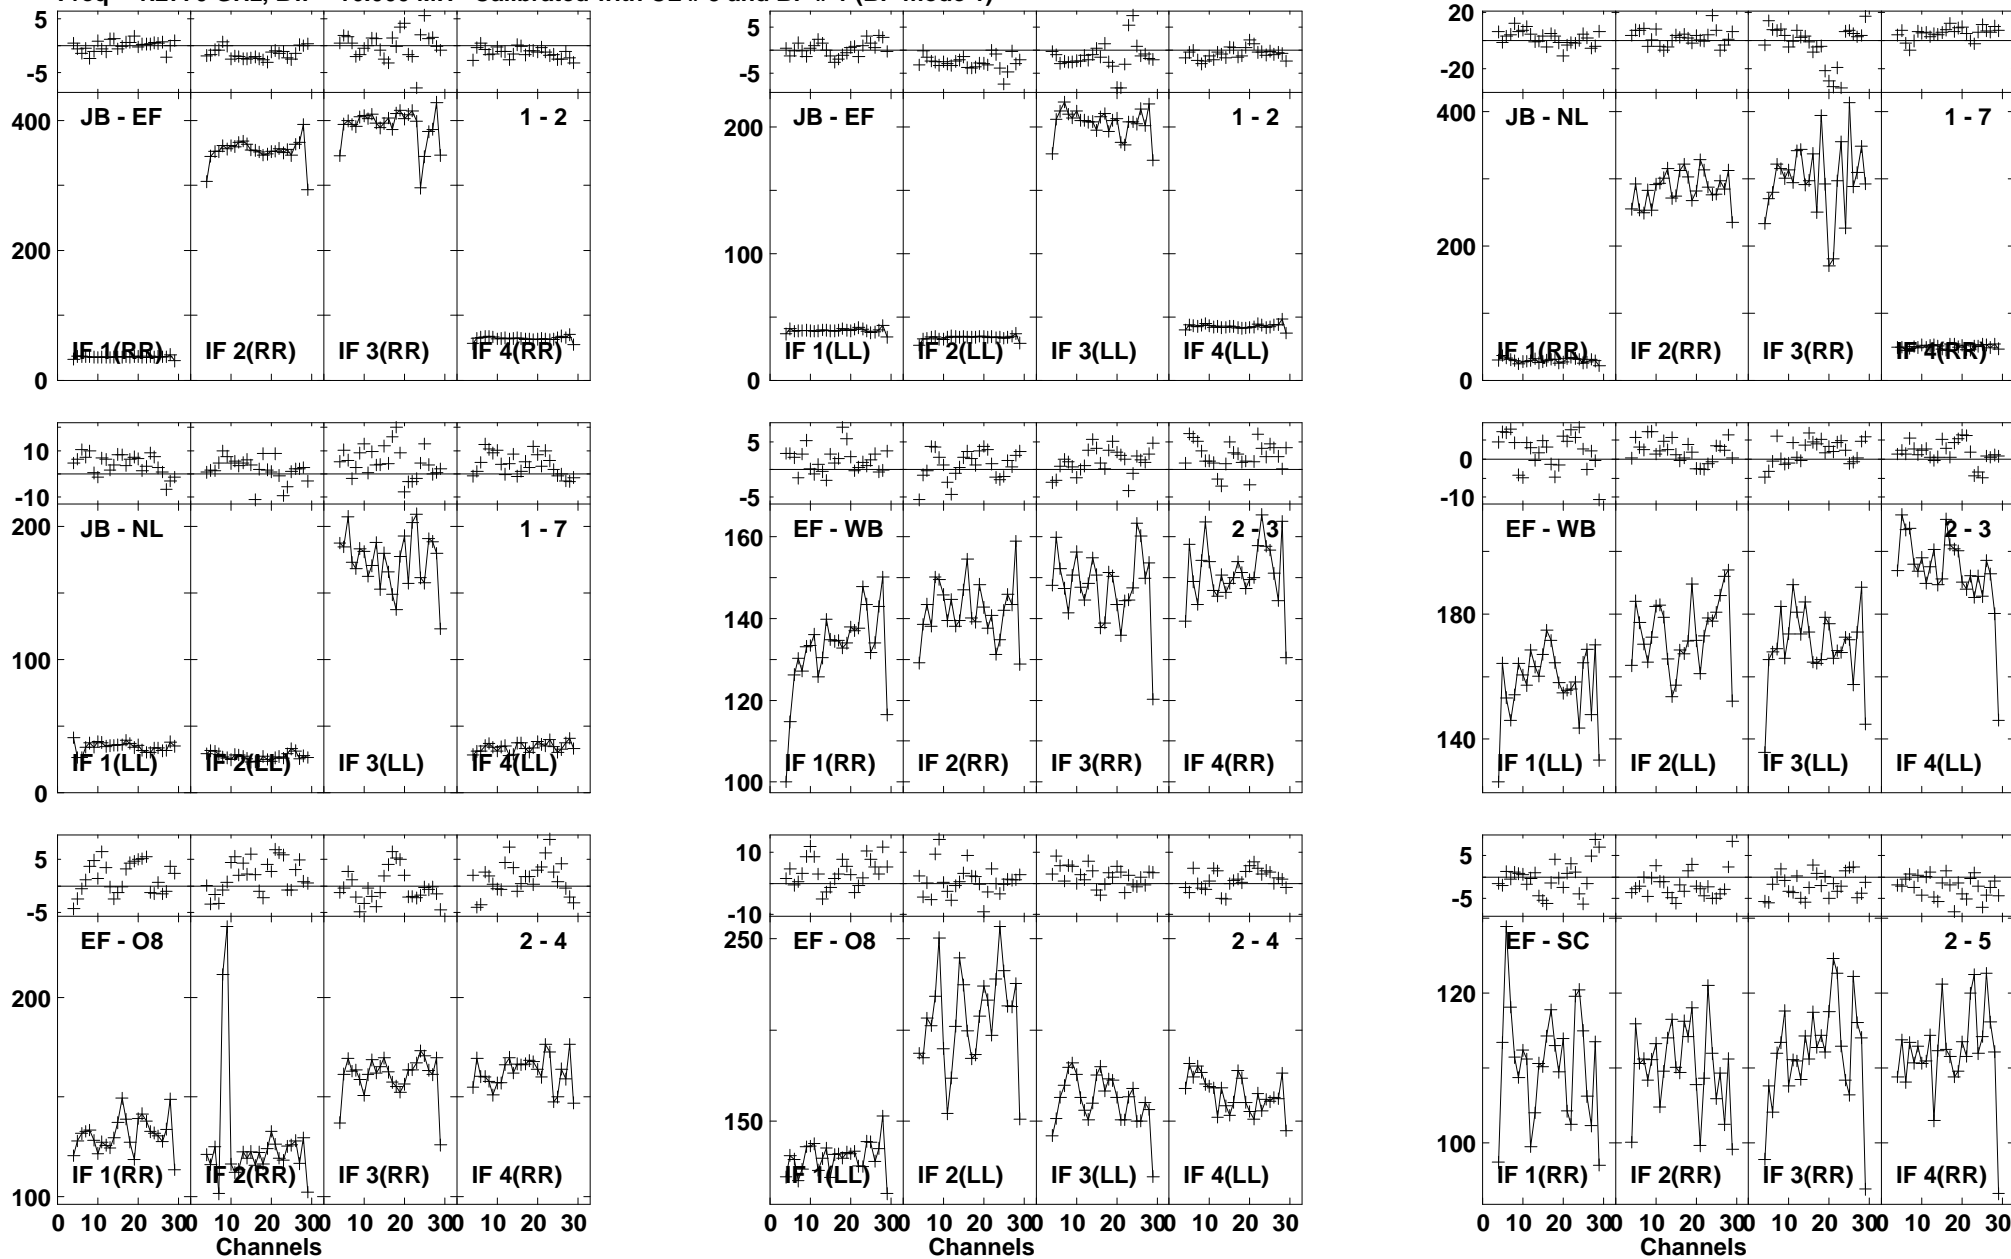 5 5 20
-5 -5 -20
JB - EF 1 - 2 JB - EF 1 - 2 JB - NL 1 - 7
400 200 400
200 100 200
IF 1(RR) IF 2(RR) IF 3(RR) IF 4(RR) IF 1(LL) IF 2(LL) IF 3(LL) IF 4(LL) IF 1(RR) IF 2(RR) IF 3(RR) IF 4(RR)
0 0 0
10 5 0
-10 -5 -10
JB - NL 1 - 7 EF - WB 2 - 3 EF - WB 2 - 3
200 160 180
100 140 140
120
IF 1(LL) IF 2(LL) IF 3(LL) IF 4(LL) IF 1(RR) IF 2(RR) IF 3(RR) IF 4(RR) IF 1(LL) IF 2(LL) IF 3(LL) IF 4(LL)
0 100
5 10 5
-5 -10 -5
EF - O8 2 - 4 EF - O8 2 - 4 EF - SC 2 - 5
200 250 120
100 150 100
IF 1(RR) IF 2(RR) IF 3(RR) IF 4(RR) IF 1(LL) IF 2(LL) IF 3(LL) IF 4(LL) IF 1(RR) IF 2(RR) IF 3(RR) IF 4(RR)
0 10 20 30 0 10 20 30 0 10 20 30 0 10 20 30 0 10 20 30 0 10 20 30 0 10 20 30 0 10 20 30 0 10 20 30 0 10 20 30 0 10 20 30 0 10 20 30
Channels Channels